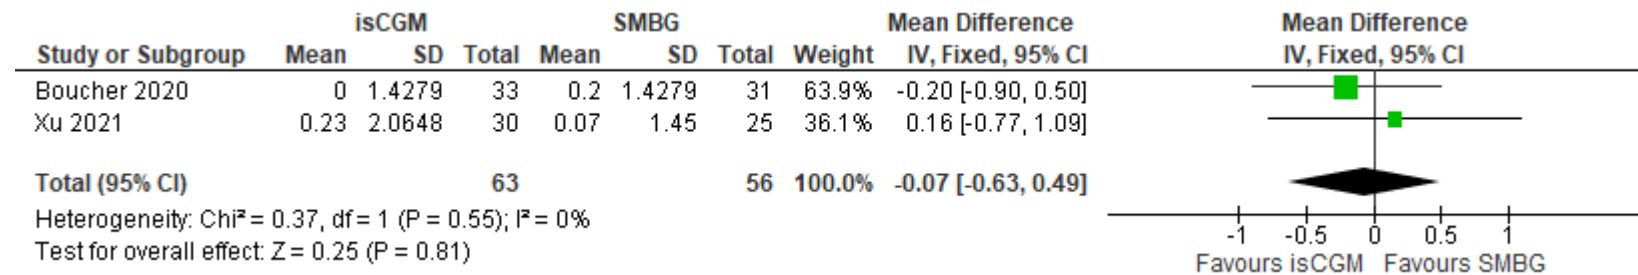 isCGM SMBG Mean Difference Mean Difference
Study or Subgroup Mean SD Total Mean SD Total Weight IV, Fixed, 95% CI IV, Fixed, 95% CI
Boucher 2020 0 1.4279 33 0.2 1.4279 31 63.9% -0.20 [-0.90, 0.50]
Xu 2021 0.23 2.0648 30 0.07 1.45 25 36.1% 0.16 [-0.77, 1.09]
Total (95% CI) 63 56 100.0% -0.07 [-0.63, 0.49]
Heterogeneity: Chi² = 0.37, df = 1 (P = 0.55); I² = 0%
Test for overall effect: Z = 0.25 (P = 0.81)
-1 -0.5 0 0.5 1
Favours isCGM Favours SMBG